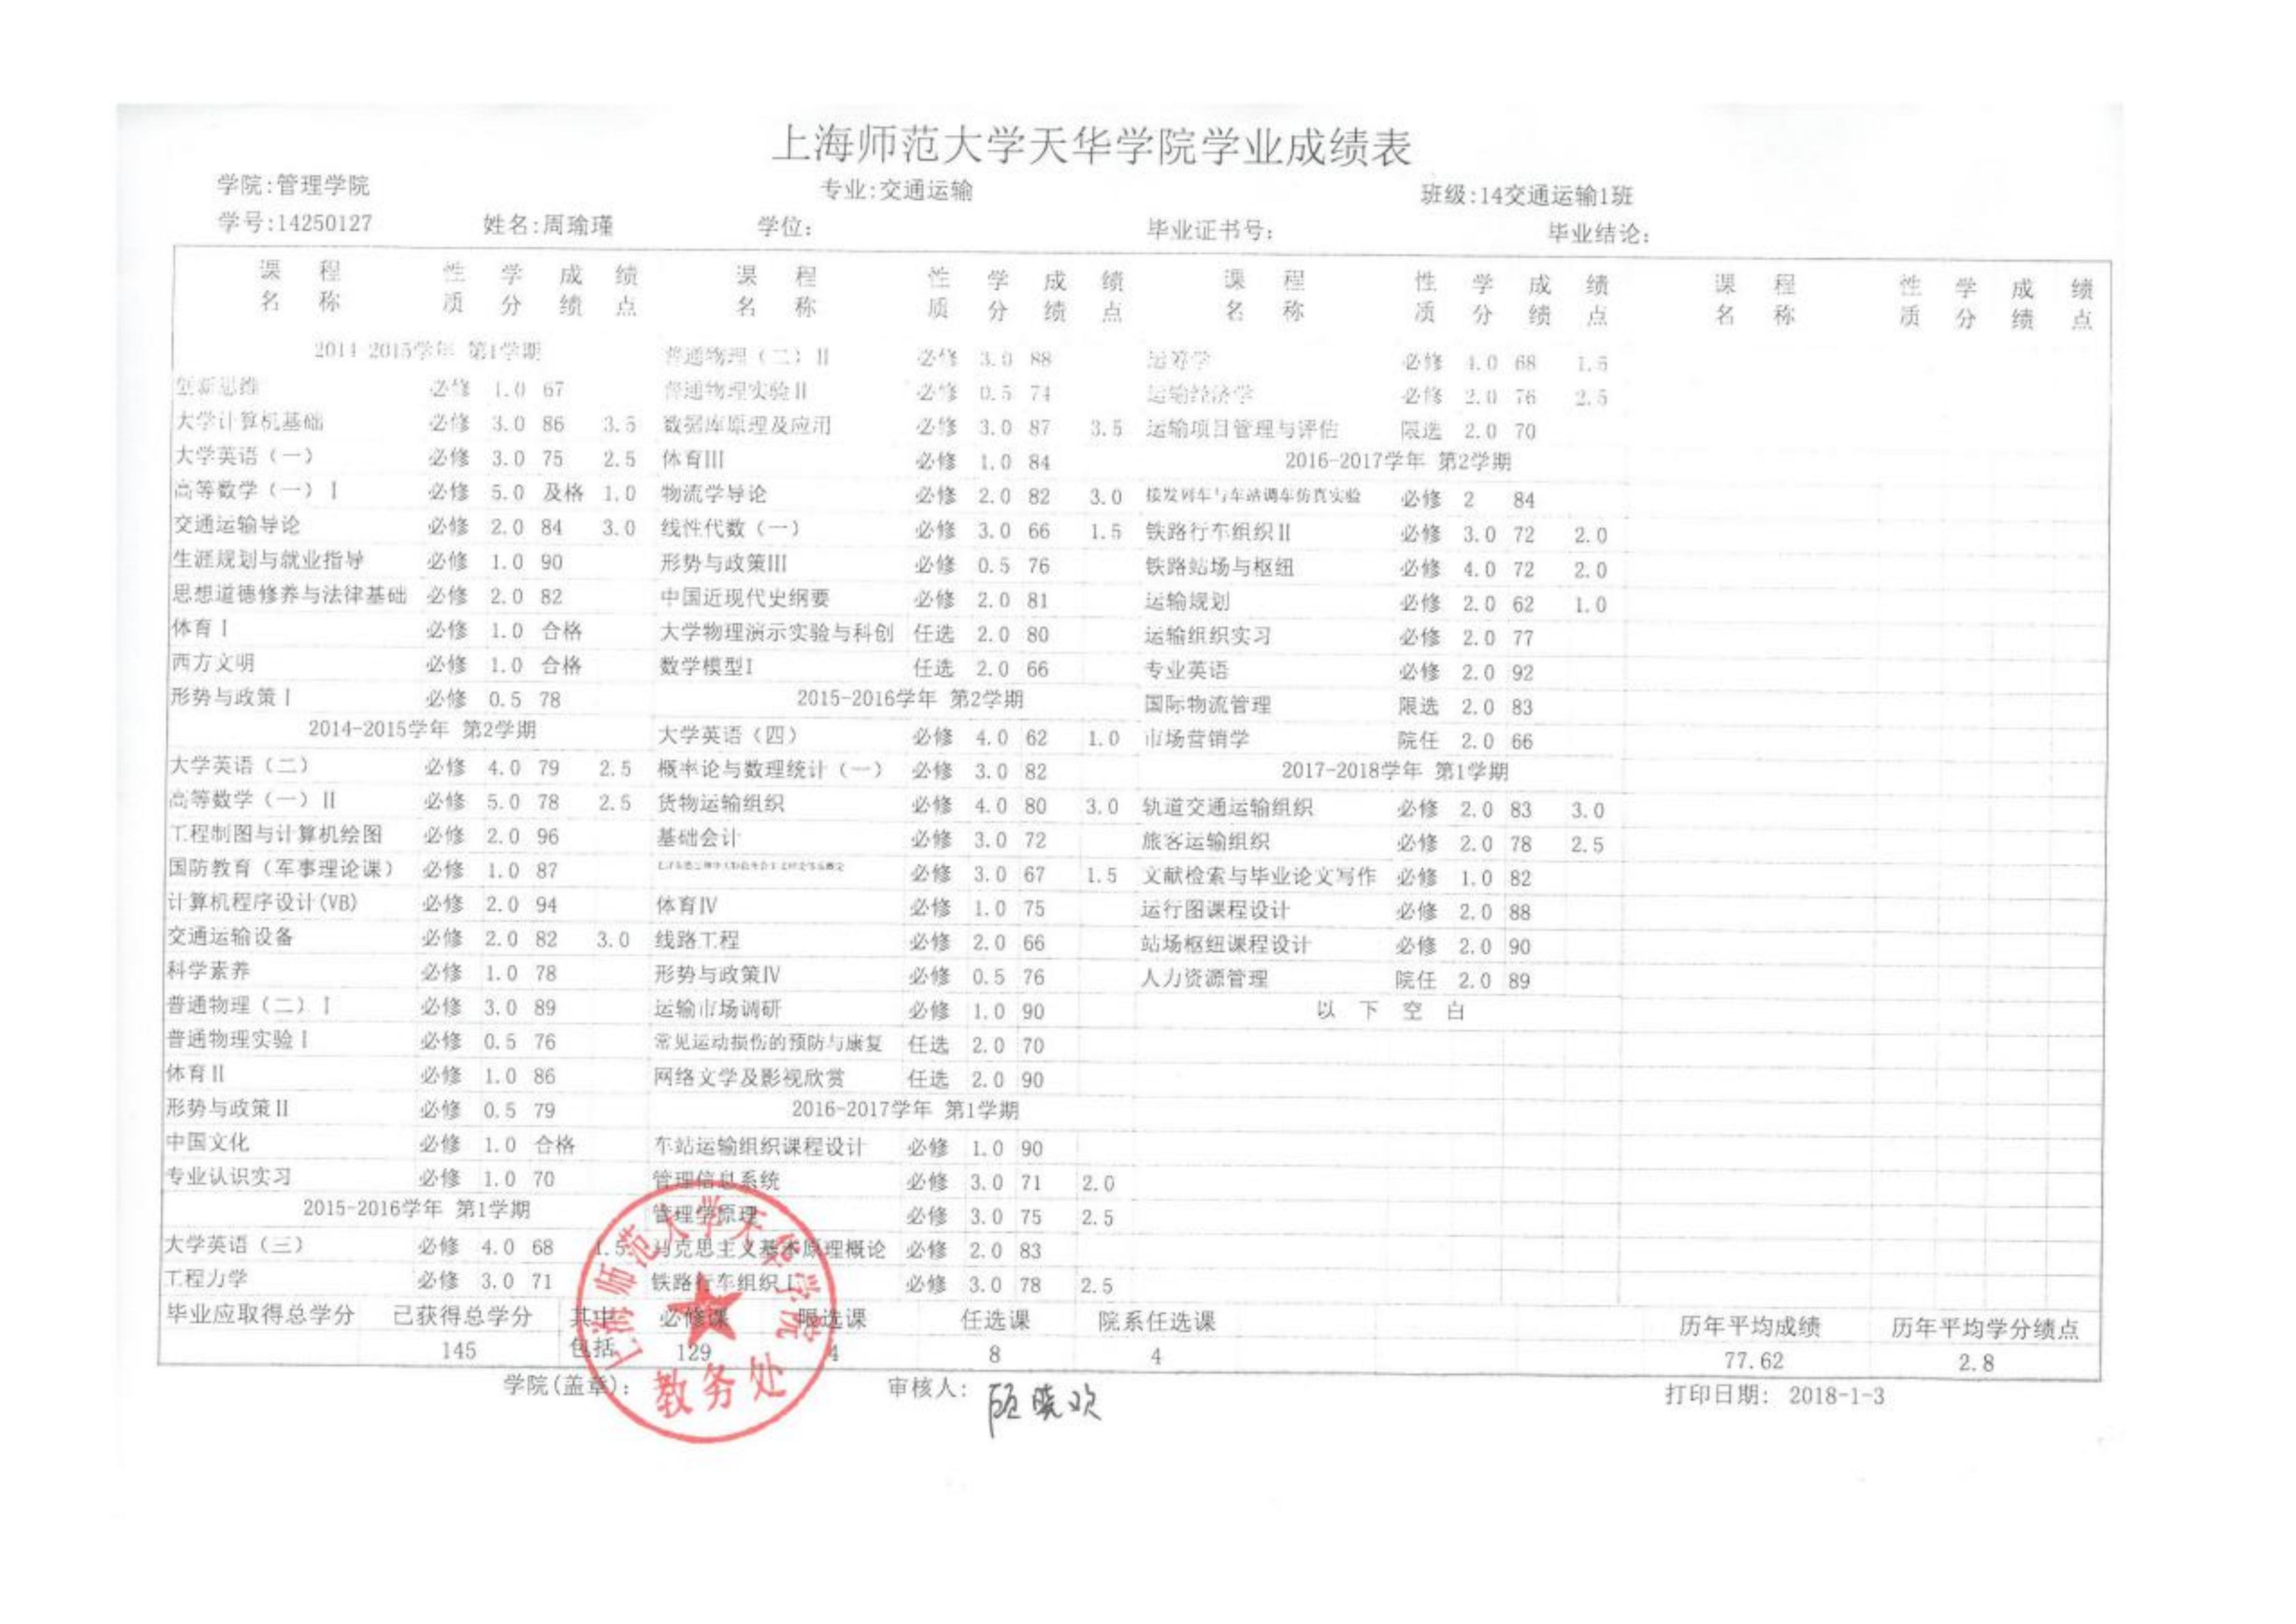 上海师范大学天华学院学业成绩表
学院:管理学院 专业:交通运输 班级:14交通运输1班
学号:14250127 姓名:周瑜瑾 学位: 毕业证书号: 毕业结论:
课程名称 性质 学分 成绩 绩点 课程名称 性质 学分 成绩 绩点 课程名称 性质 学分 成绩 绩点 课程名称 性质 学分 成绩 绩点
2014-2015学年 第1学期
创新思维 必修 1.0 67
大学计算机基础 必修 3.0 86 3.5
大学英语（一） 必修 3.0 75 2.5
高等数学（一）I 必修 5.0 及格 1.0
交通运输导论 必修 2.0 84 3.0
生涯规划与就业指导 必修 1.0 90
思想道德修养与法律基础 必修 2.0 82
体育I 必修 1.0 合格
西方文明 必修 1.0 合格
形势与政策I 必修 0.5 78
2014-2015学年 第2学期
大学英语（二） 必修 4.0 79 2.5
高等数学（一）II 必修 5.0 78 2.5
工程制图与计算机绘图 必修 2.0 96
国防教育（军事理论课） 必修 1.0 87
计算机程序设计(VB) 必修 2.0 94
交通运输设备 必修 2.0 82 3.0
科学素养 必修 1.0 78
普通物理（二）I 必修 3.0 89
普通物理实验I 必修 0.5 76
体育II 必修 1.0 86
形势与政策II 必修 0.5 79
中国文化 必修 1.0 合格
专业认识实习 必修 1.0 70
2015-2016学年 第1学期
大学英语（三） 必修 4.0 68 1.5
工程力学 必修 3.0 71
普通物理（二）II 必修 3.0 88
普通物理实验II 必修 0.5 74
数据库原理及应用 必修 3.0 87 3.5
体育III 必修 1.0 84
物流学导论 必修 2.0 82 3.0
线性代数（一） 必修 3.0 66 1.5
形势与政策III 必修 0.5 76
中国近现代史纲要 必修 2.0 81
大学物理演示实验与科创 任选 2.0 80
数学模型I 任选 2.0 66
2015-2016学年 第2学期
大学英语（四） 必修 4.0 62 1.0
概率论与数理统计（一） 必修 3.0 82
货物运输组织 必修 4.0 80 3.0
基础会计 必修 3.0 72
必修 3.0 67 1.5
体育IV 必修 1.0 75
线路工程 必修 2.0 66
形势与政策IV 必修 0.5 76
运输市场调研 必修 1.0 90
常见运动损伤的预防与康复 任选 2.0 70
网络文学及影视欣赏 任选 2.0 90
2016-2017学年 第1学期
车站运输组织课程设计 必修 1.0 90
管理信息系统 必修 3.0 71 2.0
管理学原理 必修 3.0 75 2.5
马克思主义基本原理概论 必修 2.0 83
铁路行车组织I 必修 3.0 78 2.5
运筹学 必修 4.0 68 1.5
运输经济学 必修 2.0 76 2.5
运输项目管理与评估 限选 2.0 70
2016-2017学年 第2学期
接发列车与车站调车仿真实验 必修 2 84
铁路行车组织II 必修 3.0 72 2.0
铁路站场与枢纽 必修 4.0 72 2.0
运输规划 必修 2.0 62 1.0
运输组织实习 必修 2.0 77
专业英语 必修 2.0 92
国际物流管理 限选 2.0 83
市场营销学 院任 2.0 66
2017-2018学年 第1学期
轨道交通运输组织 必修 2.0 83 3.0
旅客运输组织 必修 2.0 78 2.5
文献检索与毕业论文写作 必修 1.0 82
运行图课程设计 必修 2.0 88
站场枢纽课程设计 必修 2.0 90
人力资源管理 院任 2.0 89
以下空白
毕业应取得总学分 已获得总学分 其中 必修课 限选课 任选课 院系任选课 历年平均成绩 历年平均学分绩点
145 包括 129 4 8 4 77.62 2.8
学院(盖章): 审核人: 顾晓欢 打印日期: 2018-1-3
上海师范大学天华学院
教务处